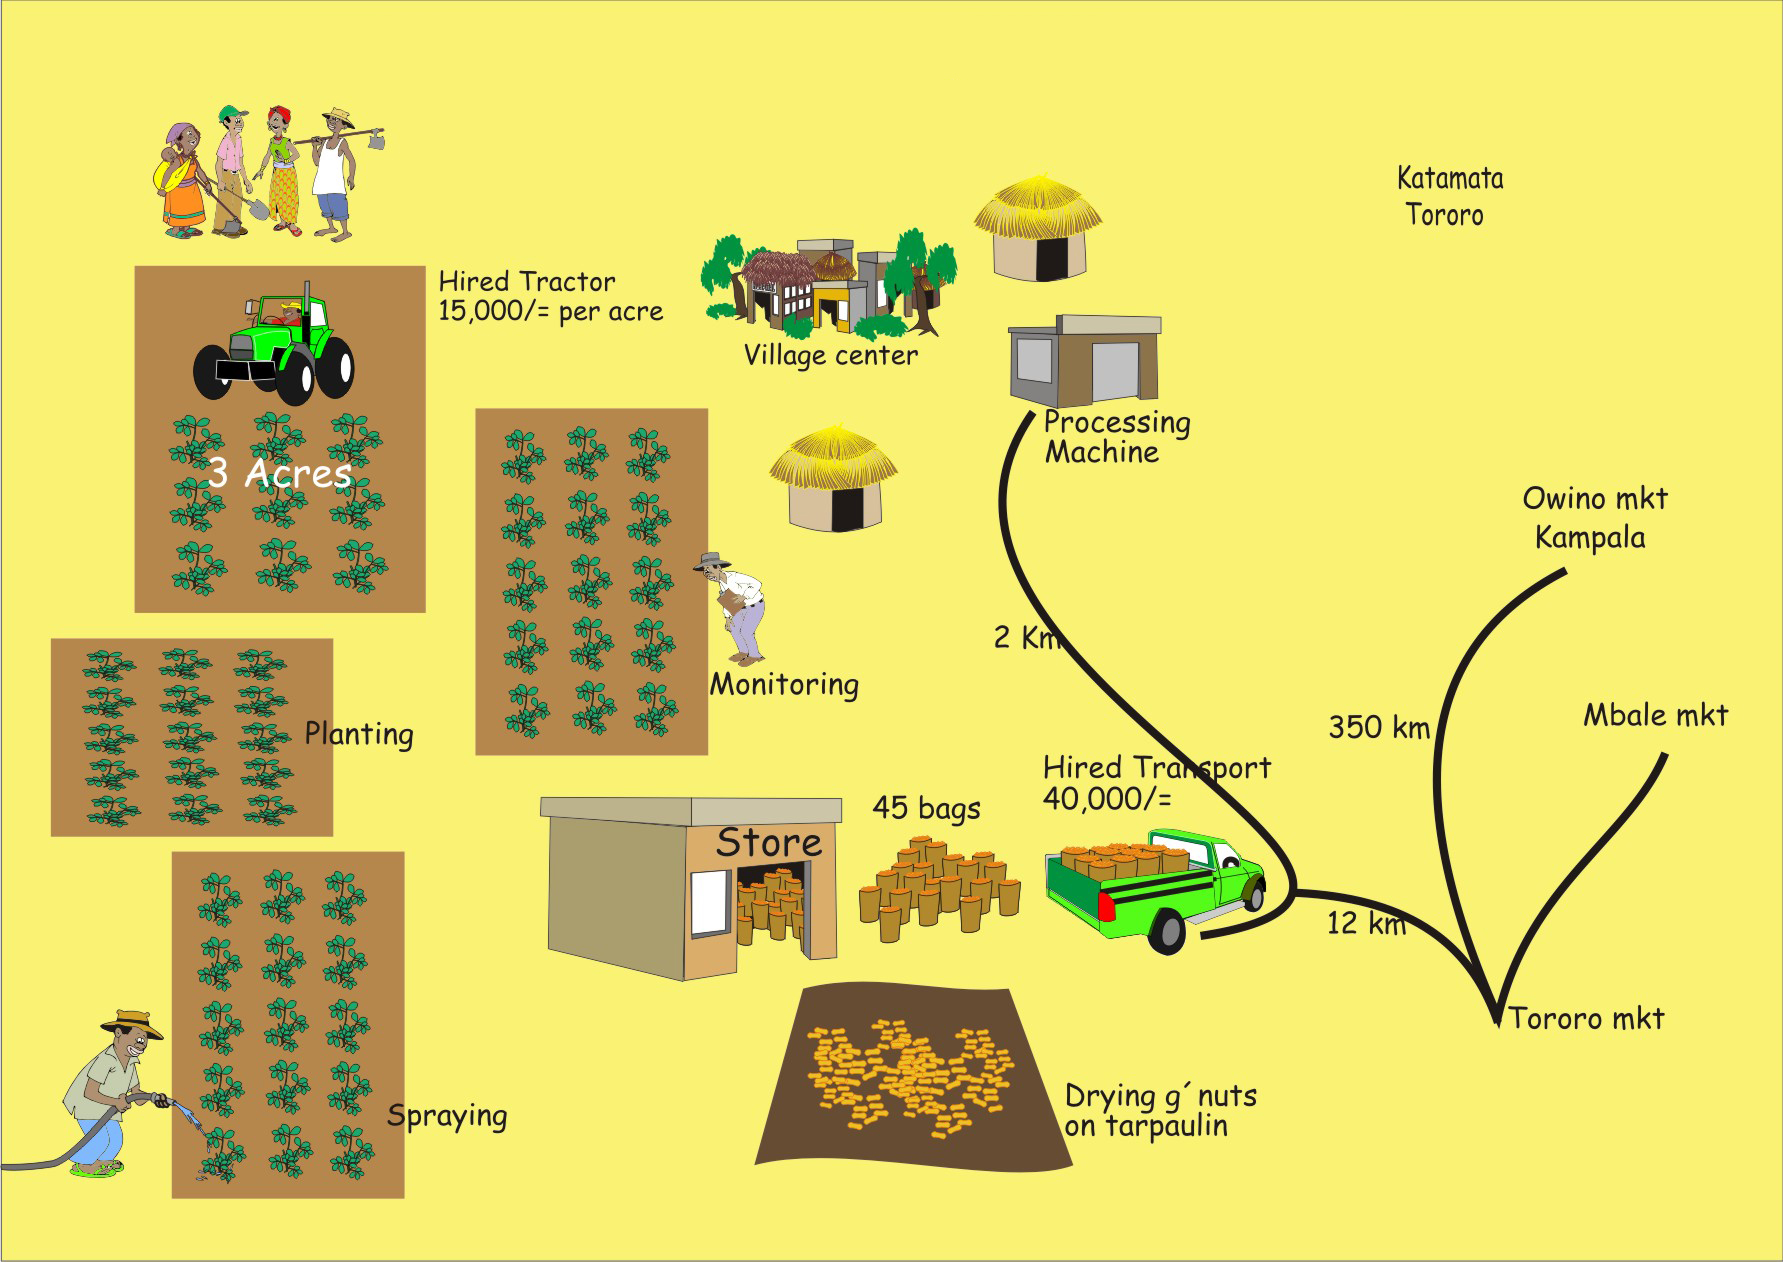 Katamata
Tororo
Hired Tractor
15,000/= per acre
Village center
3 Acres
Processing
Machine
Owino mkt
Kampala
2 Km
Monitoring
Planting
350 km
Mbale mkt
Hired Transport
40,000/=
45 bags
Store
12 km
Tororo mkt
Spraying
Drying g´nuts
on tarpaulin